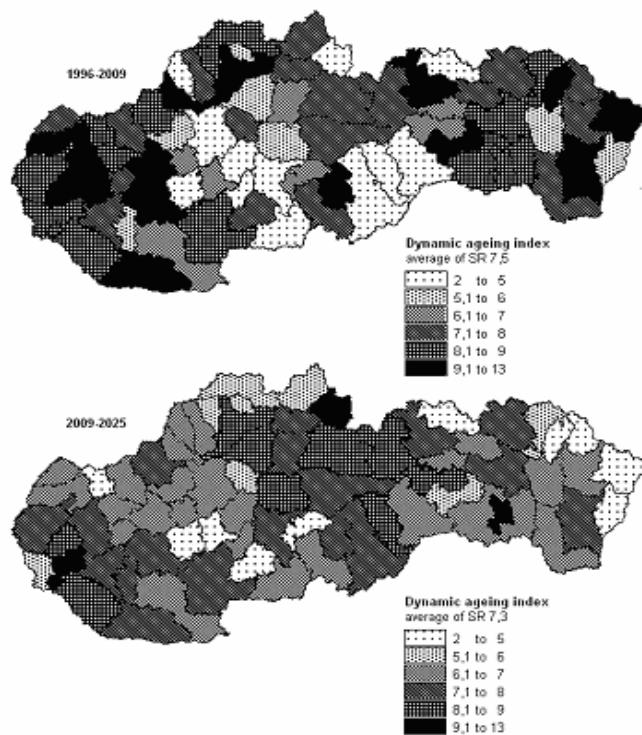 1996-2009
Dynamic ageing index
average of SR 7,5
2 to 5
5,1 to 6
6,1 to 7
7,1 to 8
8,1 to 9
9,1 to 13
2009-2025
Dynamic ageing index
average of SR 7,3
2 to 5
5,1 to 6
6,1 to 7
7,1 to 8
8,1 to 9
9,1 to 13